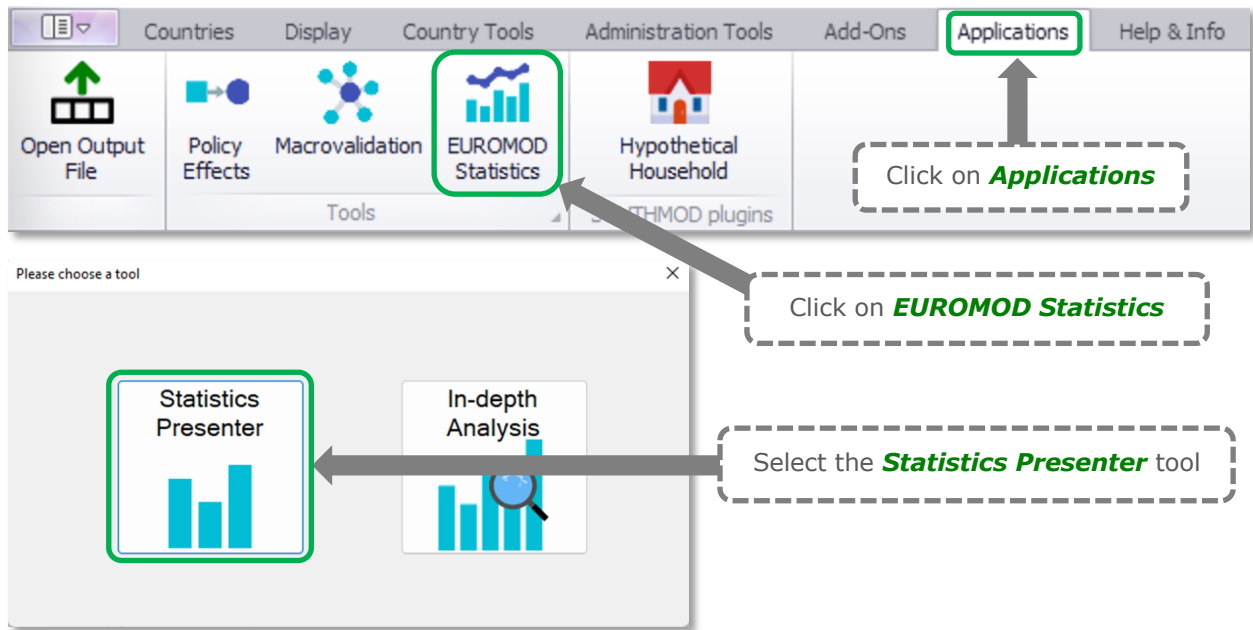 Countries Display Country Tools Administration Tools Add-Ons Applications Help & Info
Open Output
File
Policy
Effects
Macrovalidation
EUROMOD
Statistics
Hypothetical
Household
Tools
plugins
Click on Applications
Please choose a tool
Click on EUROMOD Statistics
Statistics
Presenter
In-depth
Analysis
Select the Statistics Presenter tool